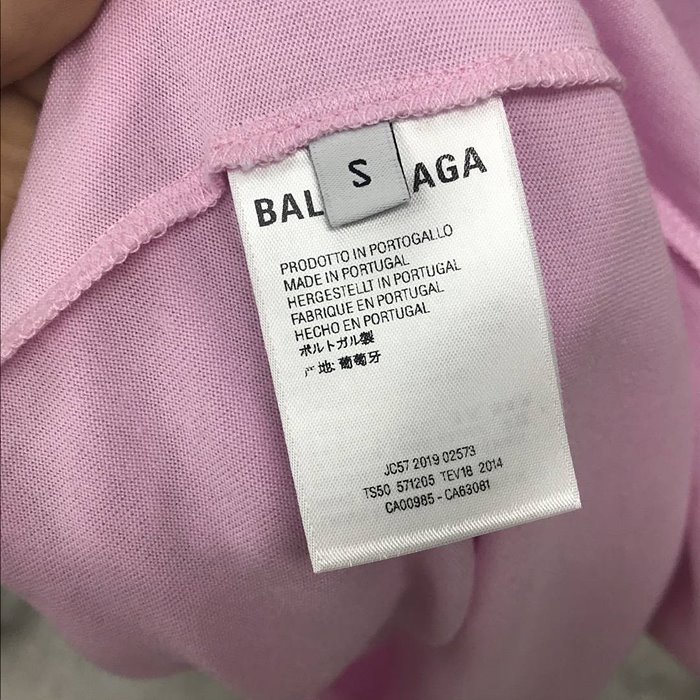 S
BAL AGA
PRODOTTO IN PORTOGALLO
MADE IN PORTUGAL
HERGESTELLT IN PORTUGAL
FABRIQUE EN PORTUGAL
HECHO EN PORTUGAL
ポルトガル製
产地: 葡萄牙
JC57 2019 02573
TS50 571205 TEV18 2014
CA00985 - CA63081